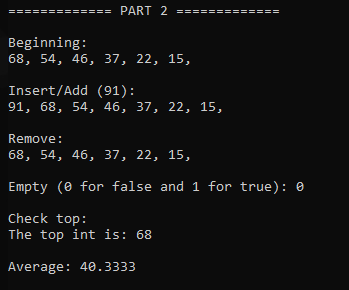 ============= PART 2 =============
Beginning:
68, 54, 46, 37, 22, 15,
Insert/Add (91):
91, 68, 54, 46, 37, 22, 15,
Remove:
68, 54, 46, 37, 22, 15,
Empty (0 for false and 1 for true): 0
Check top:
The top int is: 68
Average: 40.3333